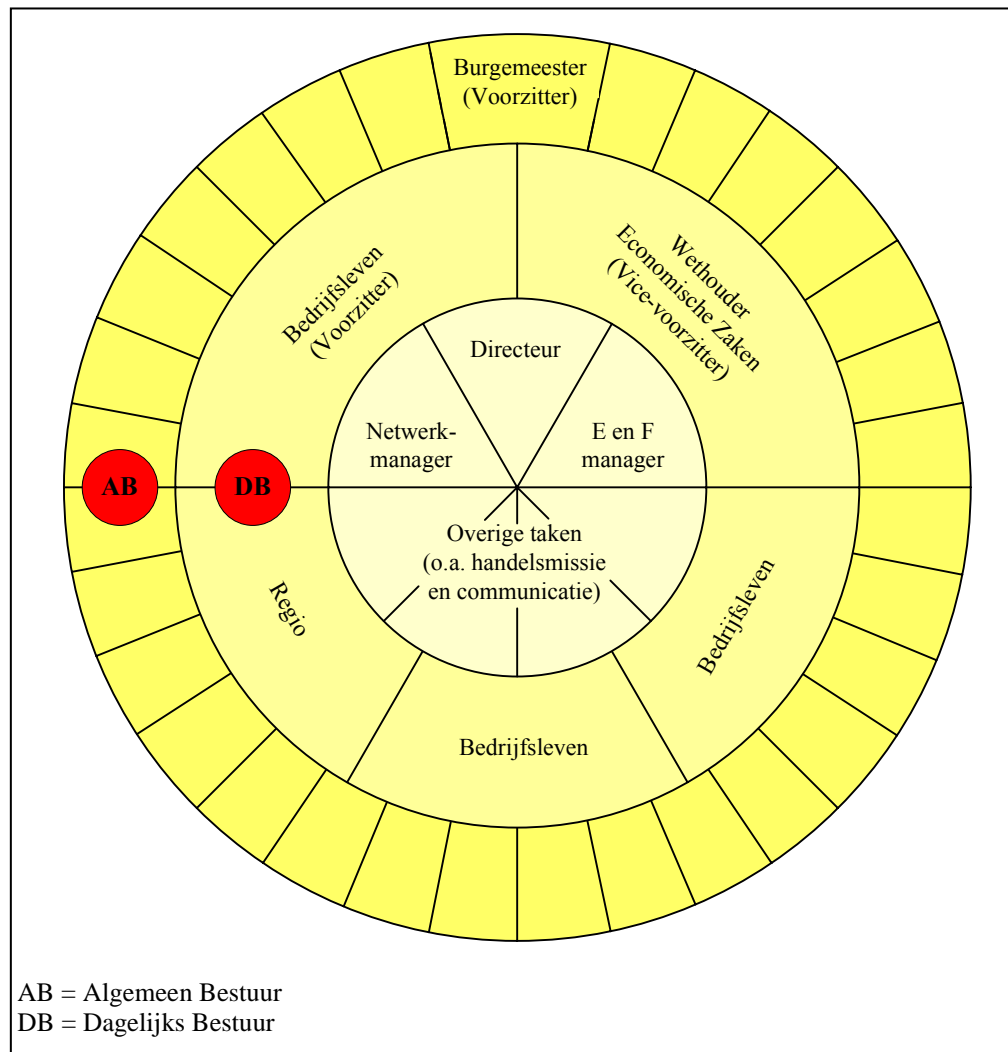 Burgemeester
(Voorzitter)
Bedrijfsleven
(Voorzitter)
Wethouder
Economische Zaken
(Vice-voorzitter)
Directeur
Netwerk-
manager
E en F
manager
AB
DB
Overige taken
(o.a. handelsmissie
en communicatie)
Regio
Bedrijfsleven
Bedrijfsleven
AB = Algemeen Bestuur
DB = Dagelijks Bestuur